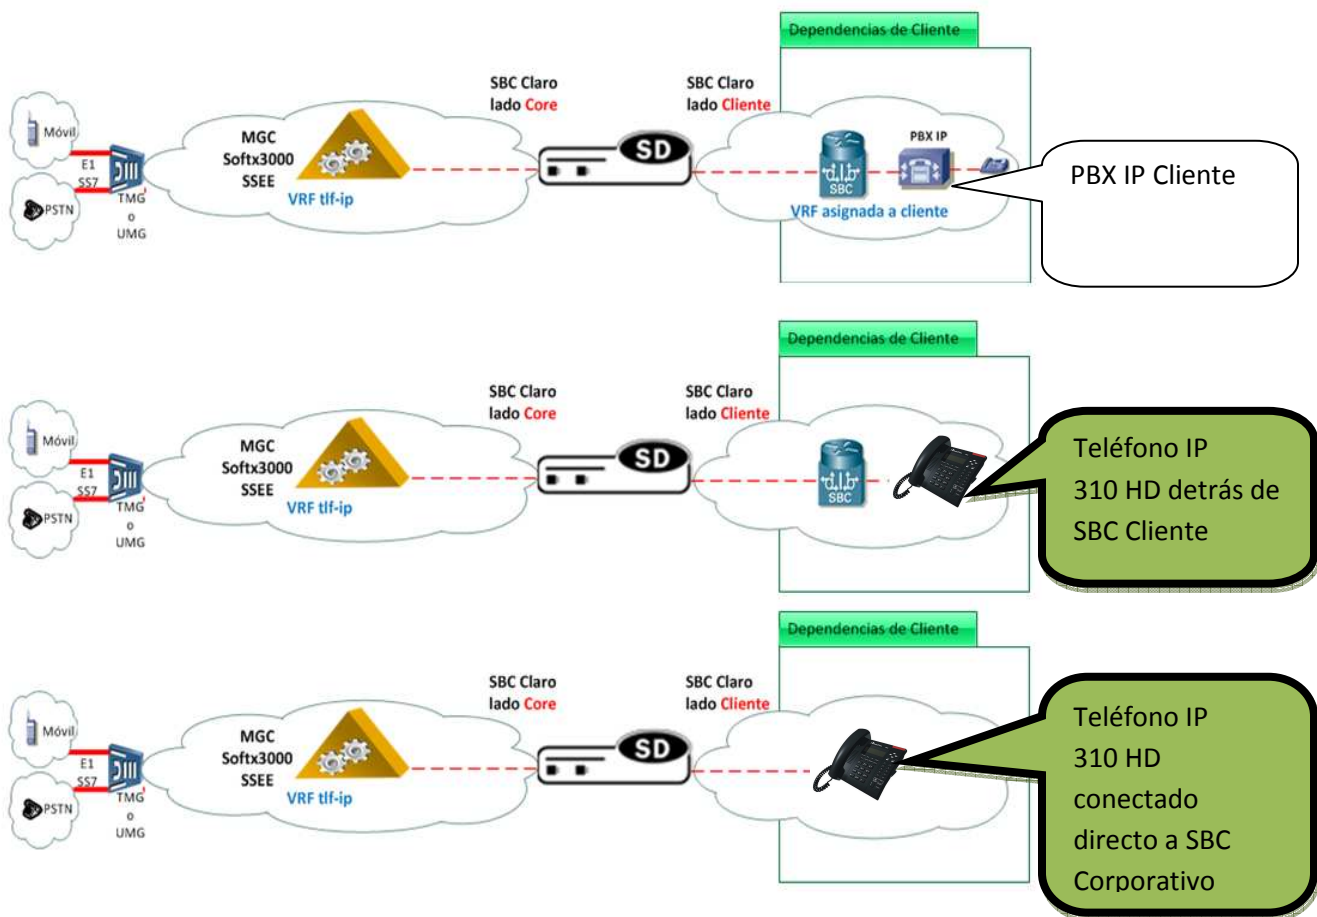 Dependencias de Cliente
SBC Claro
lado Core
SBC Claro
lado Cliente
Móvil
E1
SS7
PSTN
TMG
o
UMG
MGC
Softx3000
SSEE
VRF tlf-ip
SD
SBC
PBX IP
VRF asignada a cliente
PBX IP Cliente
Dependencias de Cliente
SBC Claro
lado Core
SBC Claro
lado Cliente
Móvil
E1
SS7
PSTN
TMG
o
UMG
MGC
Softx3000
SSEE
VRF tlf-ip
SD
SBC
Teléfono IP
310 HD detrás de
SBC Cliente
Dependencias de Cliente
SBC Claro
lado Core
SBC Claro
lado Cliente
Móvil
E1
SS7
PSTN
TMG
o
UMG
MGC
Softx3000
SSEE
VRF tlf-ip
SD
Teléfono IP
310 HD
conectado
directo a SBC
Corporativo